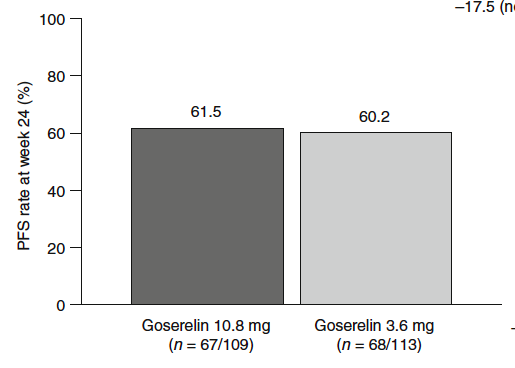 –17.5 (n
100
80
60
40
20
0
PFS rate at week 24 (%)
61.5
60.2
Goserelin 10.8 mg
(n = 67/109)
Goserelin 3.6 mg
(n = 68/113)